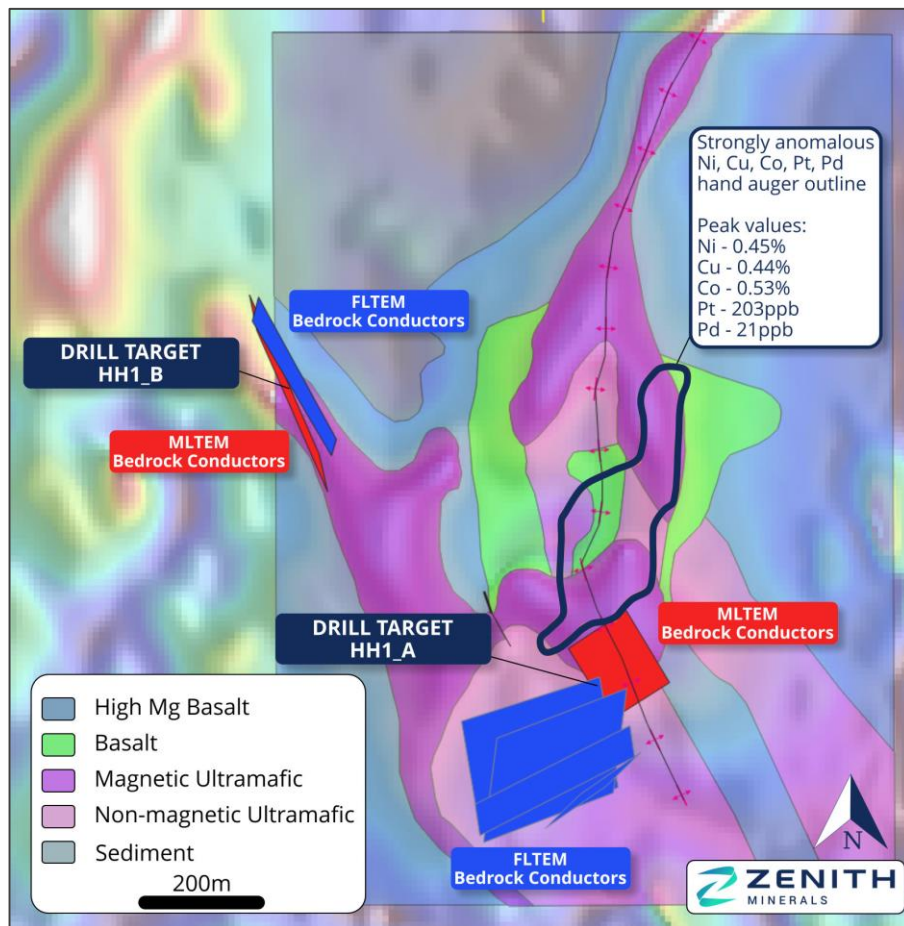 Strongly anomalous
Ni, Cu, Co, Pt, Pd
hand auger outline
Peak values:
Ni - 0.45%
Cu - 0.44%
Co - 0.53%
Pt - 203ppb
Pd - 21ppb
FLTEM
Bedrock Conductors
DRILL TARGET
HH1_B
MLTEM
Bedrock Conductors
DRILL TARGET
HH1_A
MLTEM
Bedrock Conductors
High Mg Basalt
Basalt
Magnetic Ultramafic
Non-magnetic Ultramafic
Sediment
200m
FLTEM
Bedrock Conductors
N
ZENITH
MINERALS